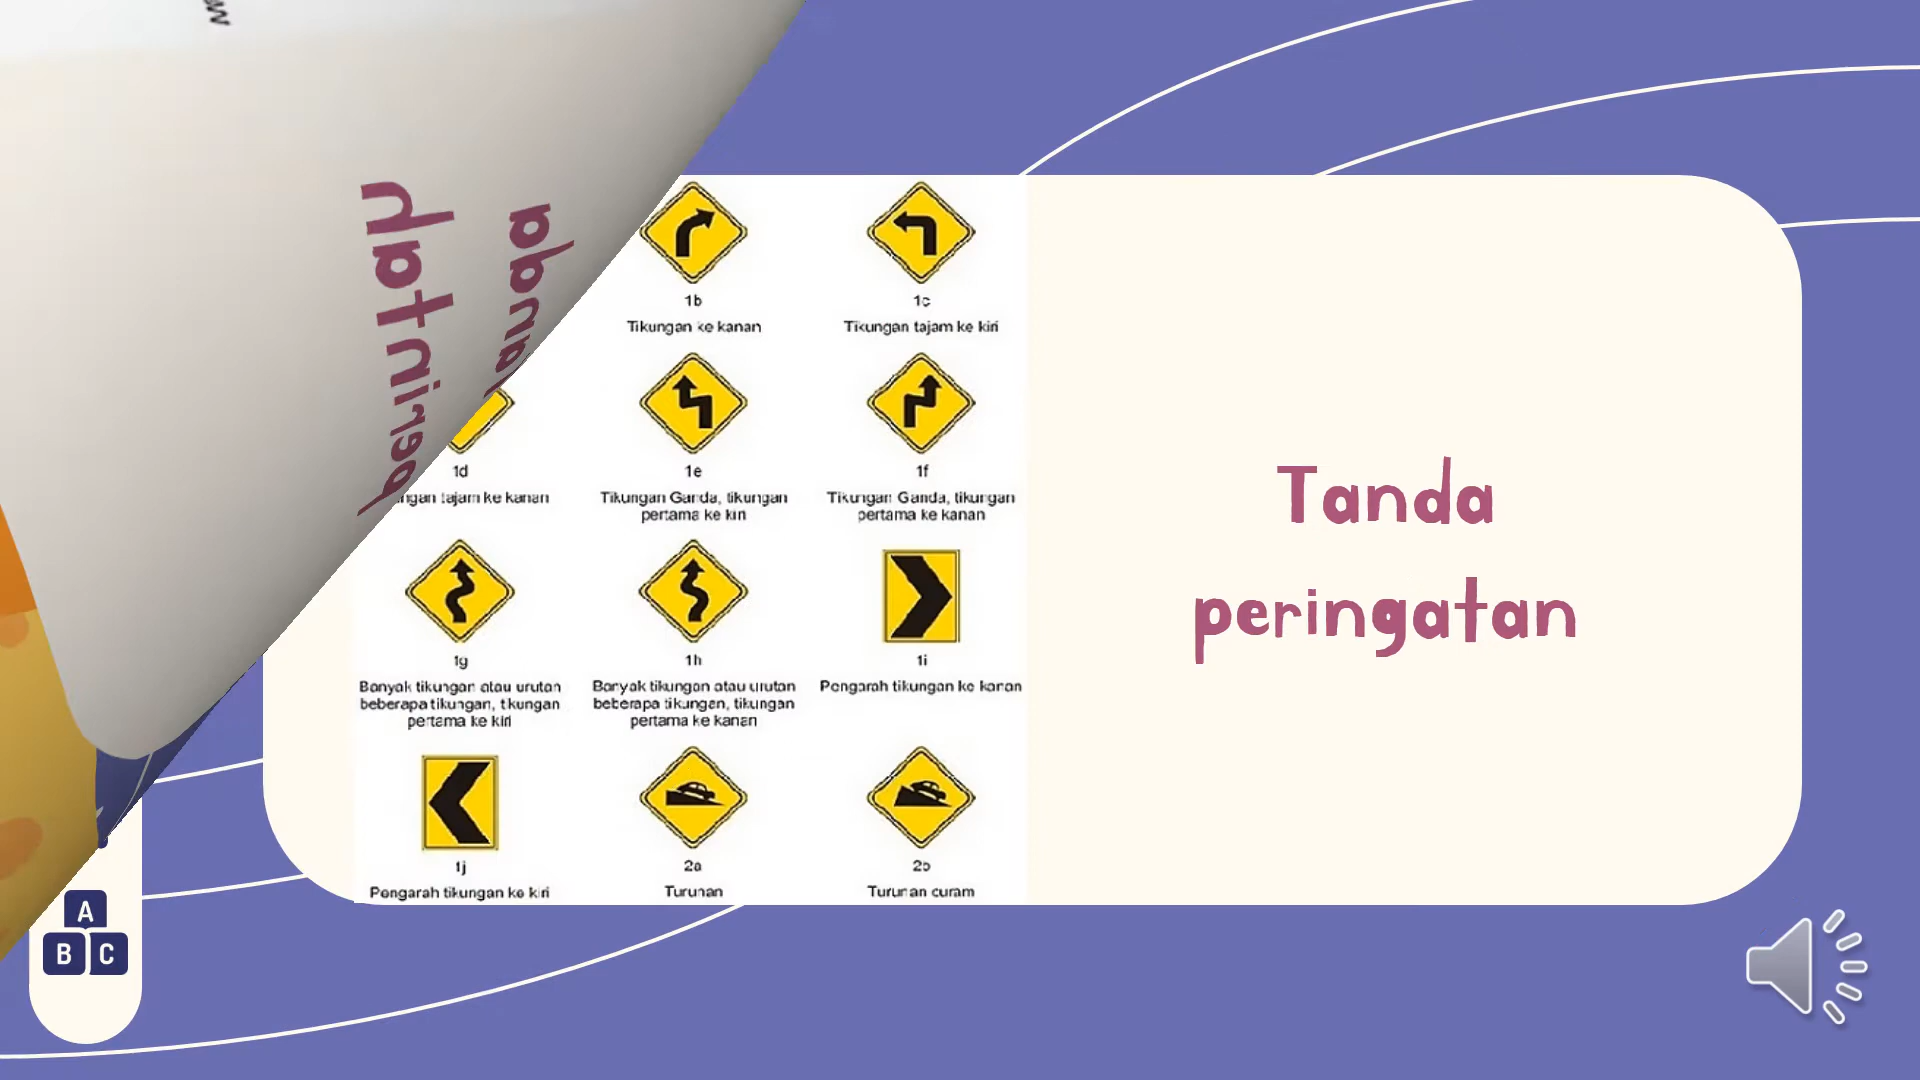 1b
1c
Tikungan ke kanan
Tikungan tajam ke kiri
1d
1e
1f
tajam ke kanan
Tikungan Ganda, tikungan
pertama ke kiri
Tikungan Ganda, tikungan
pertama ke kanan
1g
1h
1i
Banyak tikungan atau urutan
beberapa tikungan, tikungan
pertama ke kiri
Banyak tikungan atau urutan
beberapa tikungan, tikungan
pertama ke kanan
Pengarah tikungan ke kanan
1j
2a
2b
Pengarah tikungan ke kiri
Turunan
Turunan curam
Tanda
peringatan
A
B C